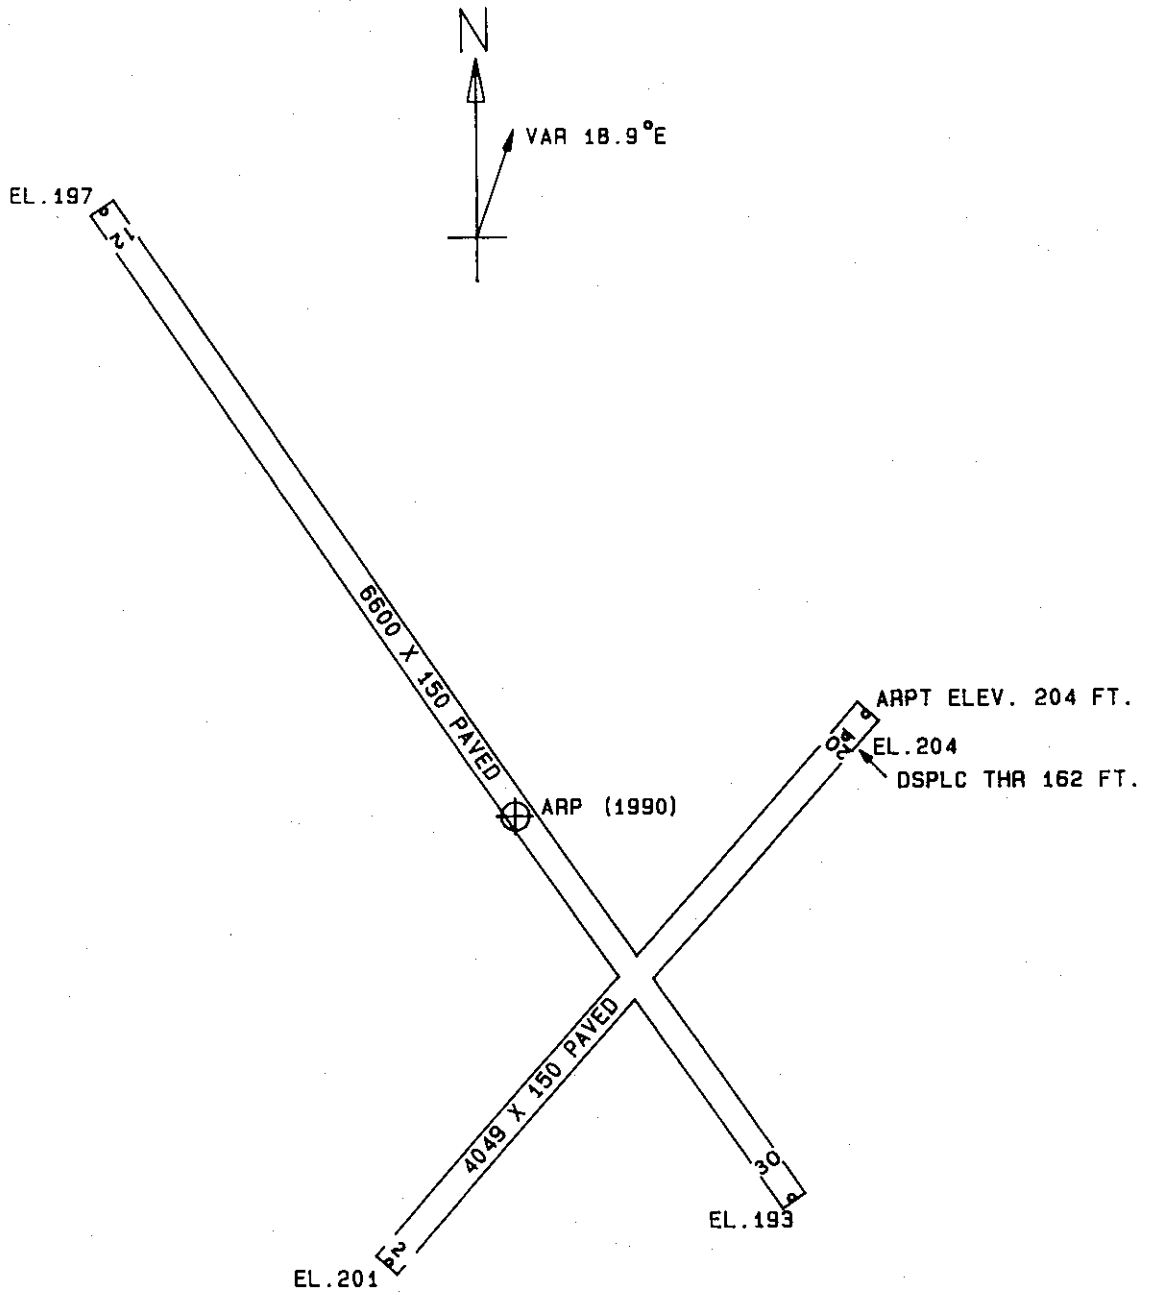 N
VAR 18.9°E
EL.197
12
6600 X 150 PAVED
ARPT ELEV. 204 FT.
20
EL.204
DSPLC THR 162 FT.
ARP (1990)
4049 X 150 PAVED
30
EL.193
2
EL.201